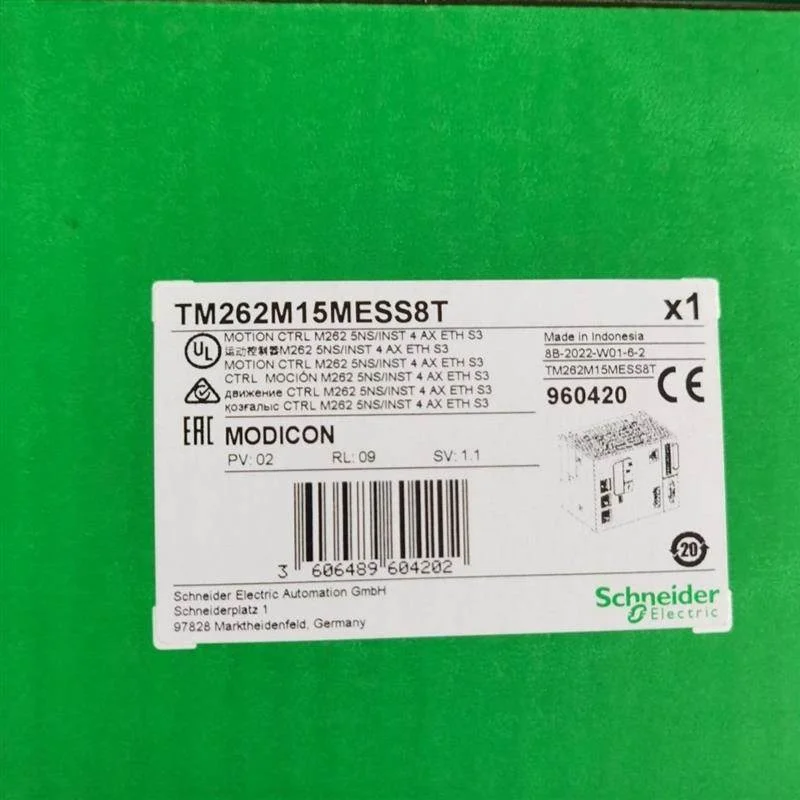 TM262M15MESS8T x1
UL
MOTION CTRL M262 5NS/INST 4 AX ETH S3
运动控制器M262 5NS/INST 4 AX ETH S3
MOTION CTRL M262 5NS/INST 4 AX ETH S3
CTRL MOCIÓN M262 5NS/INST 4 AX ETH S3
движение CTRL M262 5NS/INST 4 AX ETH S3
қозғалыс CTRL M262 5NS/INST 4 AX ETH S3
Made in Indonesia
8B-2022-W01-6-2
TM262M15MESS8T
960420
CE
EAC
MODICON
PV: 02 RL: 09 SV: 1.1
3 606489 604202
20
Schneider Electric Automation GmbH
Schneiderplatz 1
97828 Marktheidenfeld, Germany
Schneider
Electric